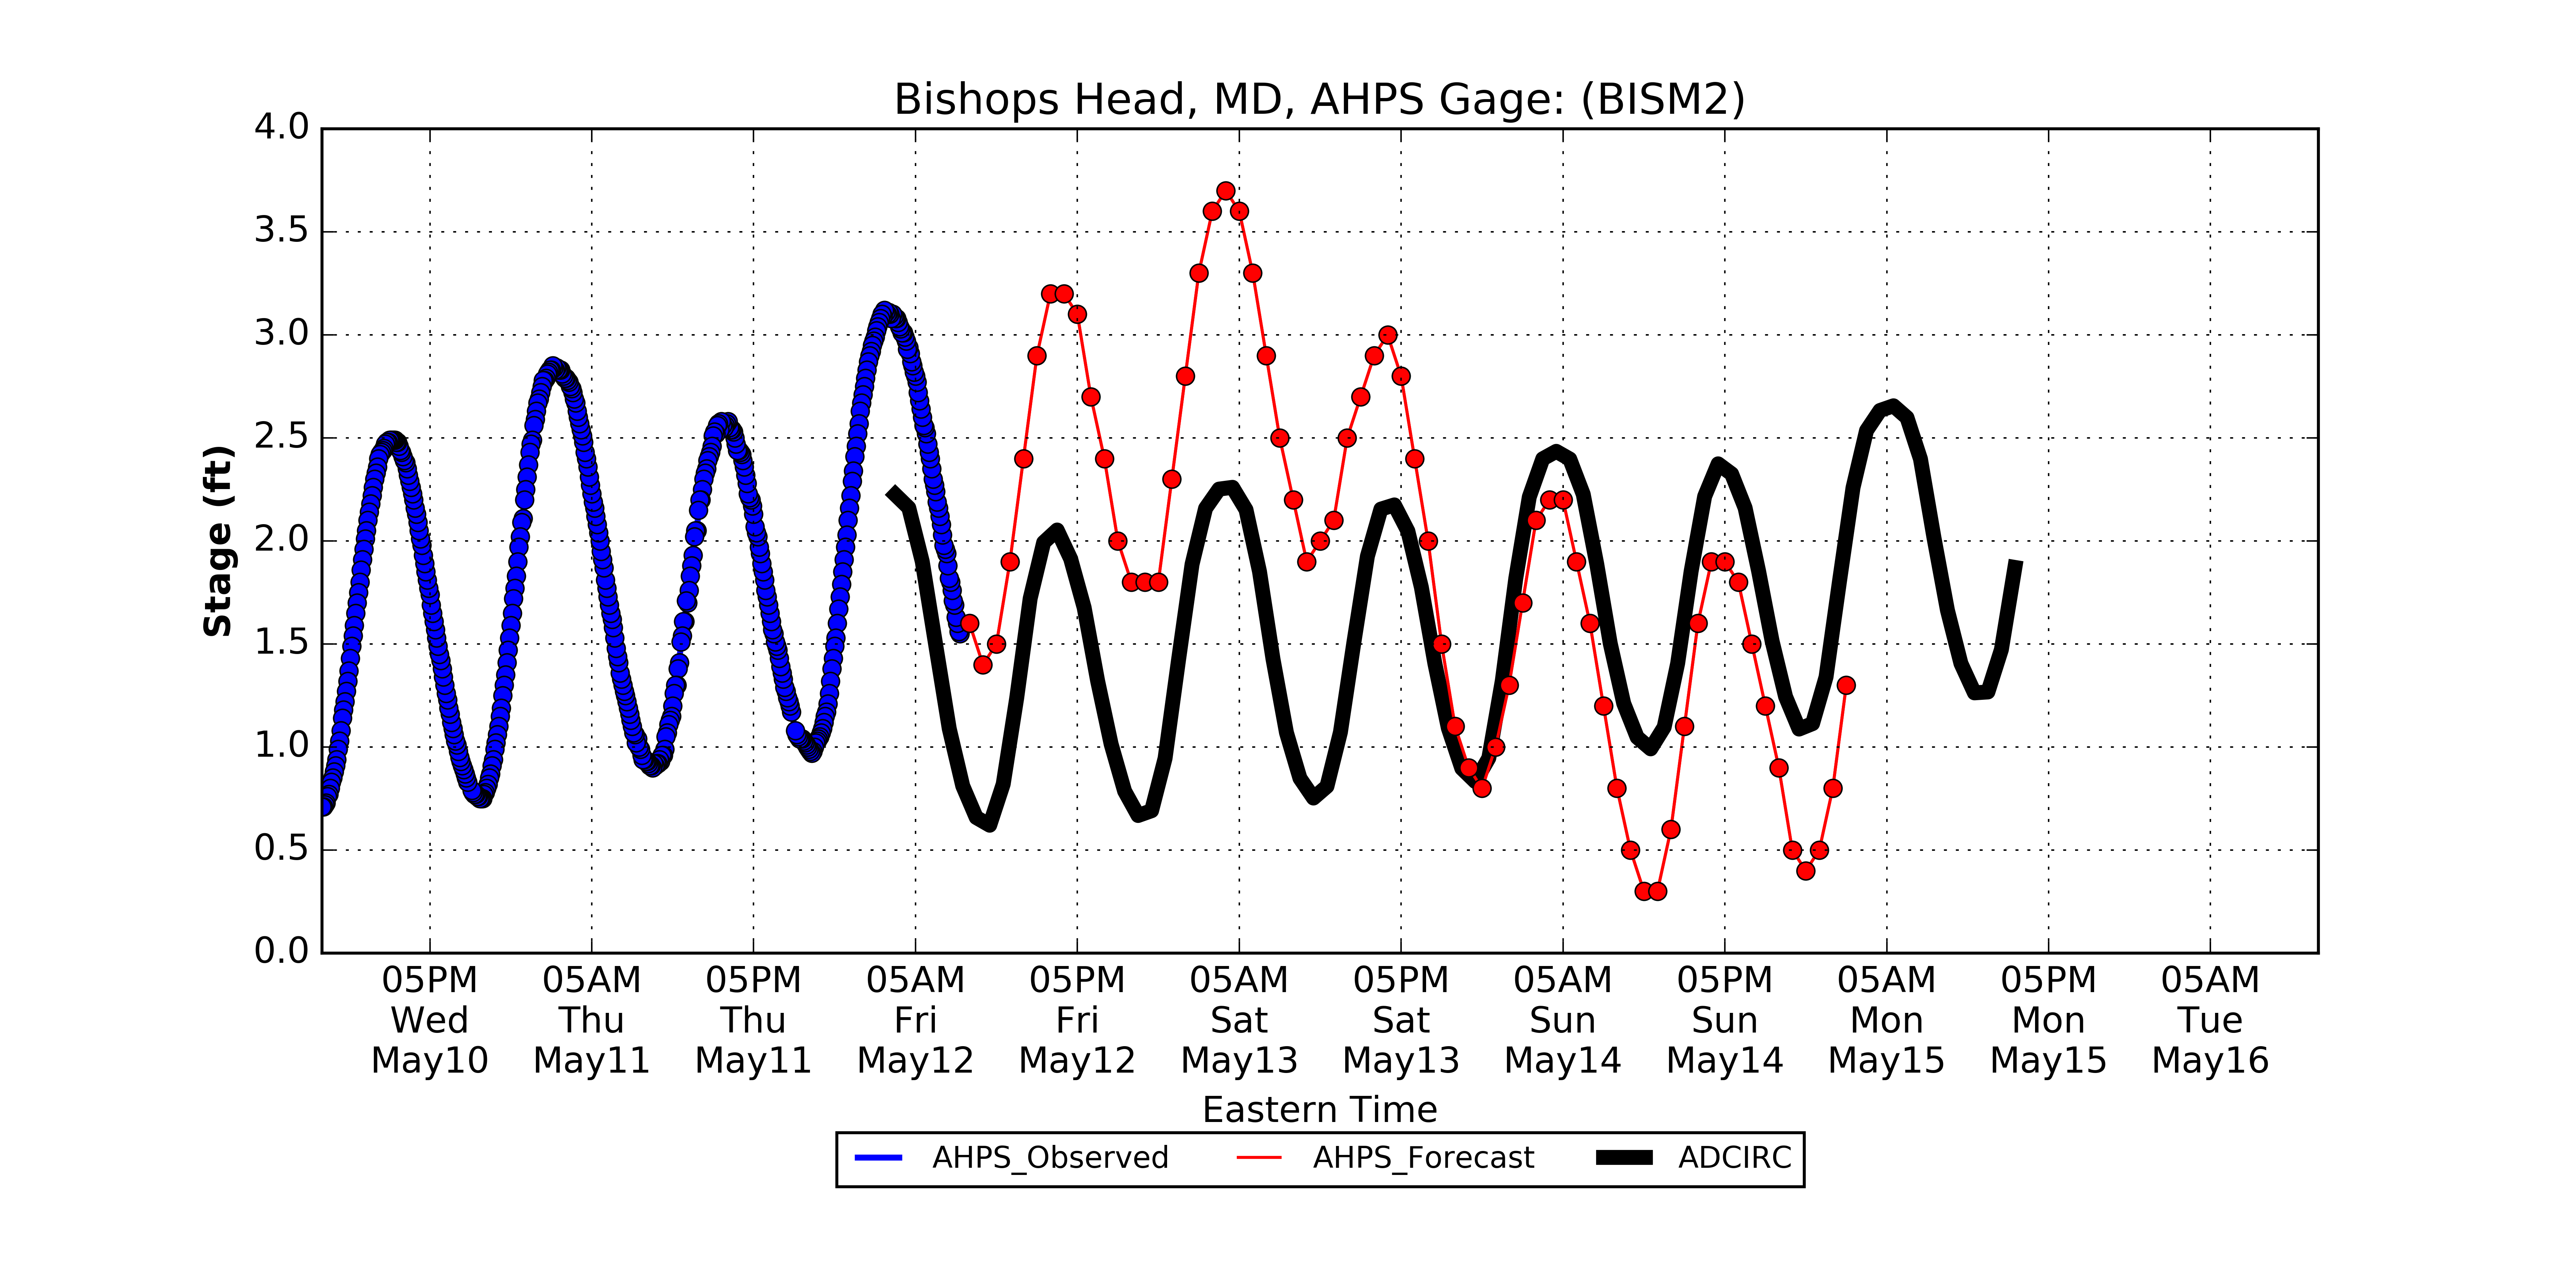 Bishops Head, MD, AHPS Gage: (BISM2)
4.0
3.5
3.0
2.5
2.0
1.5
1.0
0.5
0.0
Stage (ft)
05PM 05AM 05PM 05AM 05PM 05AM 05PM 05AM 05PM 05AM 05PM 05AM
Wed Thu Thu Fri Fri Sat Sat Sun Sun Mon Mon Tue
May10 May11 May11 May12 May12 May13 May13 May14 May14 May15 May15 May16
Eastern Time
AHPS_Observed AHPS_Forecast ADCIRC